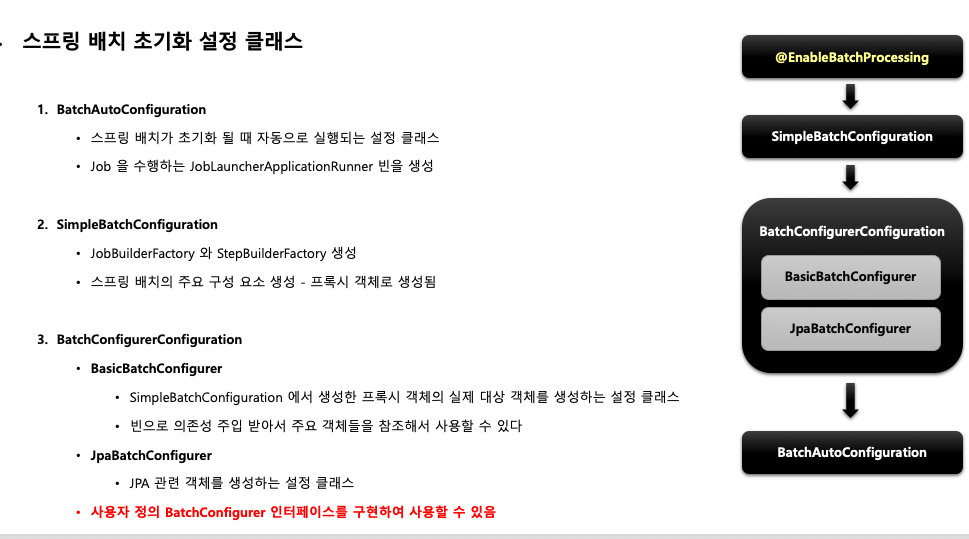 스프링 배치 초기화 설정 클래스
1. BatchAutoConfiguration
• 스프링 배치가 초기화 될 때 자동으로 실행되는 설정 클래스
• Job 을 수행하는 JobLauncherApplicationRunner 빈을 생성
2. SimpleBatchConfiguration
• JobBuilderFactory 와 StepBuilderFactory 생성
• 스프링 배치의 주요 구성 요소 생성 - 프록시 객체로 생성됨
3. BatchConfigurerConfiguration
• BasicBatchConfigurer
• SimpleBatchConfiguration 에서 생성한 프록시 객체의 실제 대상 객체를 생성하는 설정 클래스
• 빈으로 의존성 주입 받아서 주요 객체들을 참조해서 사용할 수 있다
• JpaBatchConfigurer
• JPA 관련 객체를 생성하는 설정 클래스
• 사용자 정의 BatchConfigurer 인터페이스를 구현하여 사용할 수 있음
@EnableBatchProcessing
SimpleBatchConfiguration
BatchConfigurerConfiguration
BasicBatchConfigurer
JpaBatchConfigurer
BatchAutoConfiguration